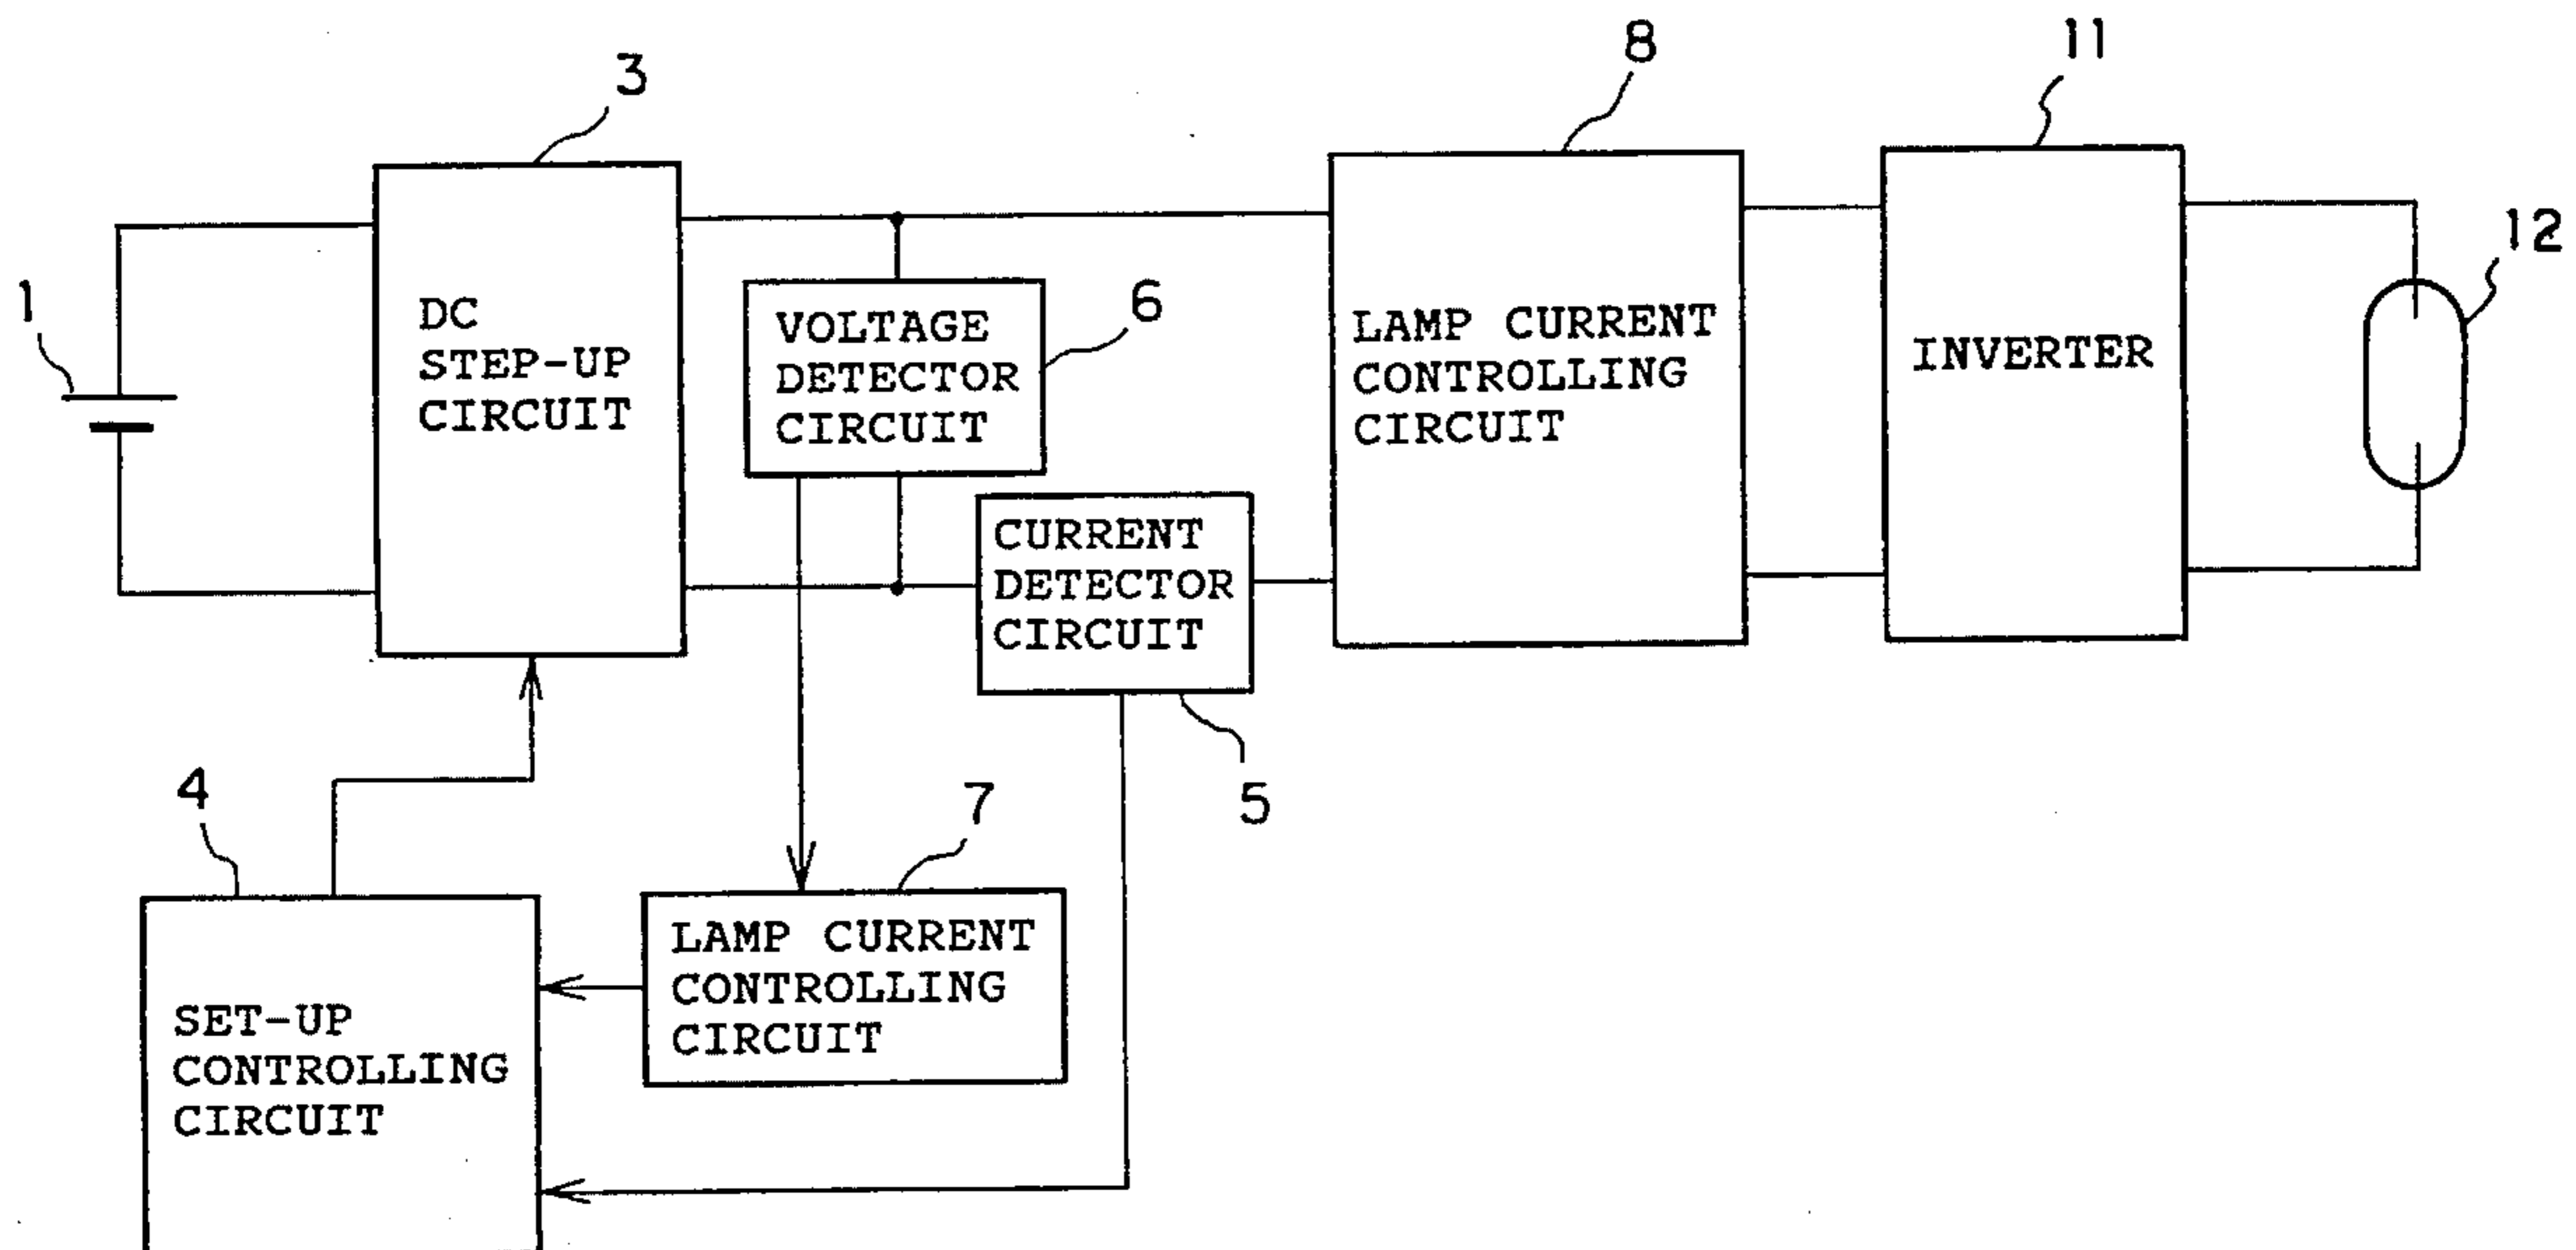 3
8
11
1
12
DC
STEP-UP
CIRCUIT
VOLTAGE
DETECTOR
CIRCUIT
6
LAMP CURRENT
CONTROLLING
CIRCUIT
INVERTER
CURRENT
DETECTOR
CIRCUIT
5
4
7
LAMP CURRENT
CONTROLLING
CIRCUIT
SET-UP
CONTROLLING
CIRCUIT